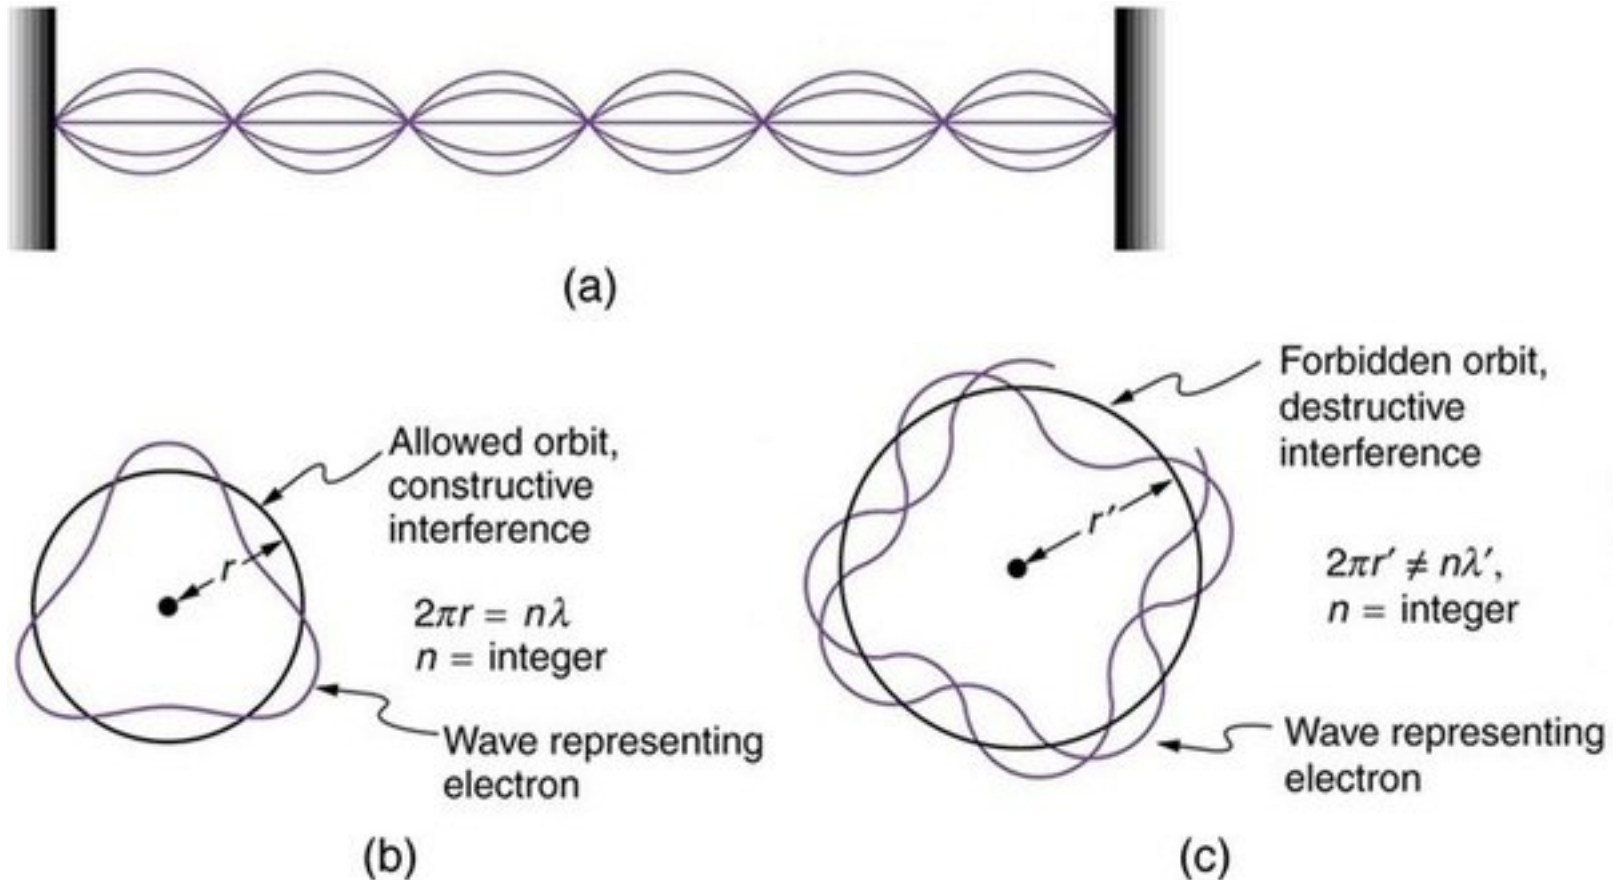 (a)
Allowed orbit,
constructive
interference
r
2πr = nλ
n = integer
Wave representing
electron
(b)
Forbidden orbit,
destructive
interference
r′
2πr′ ≠ nλ′,
n = integer
Wave representing
electron
(c)